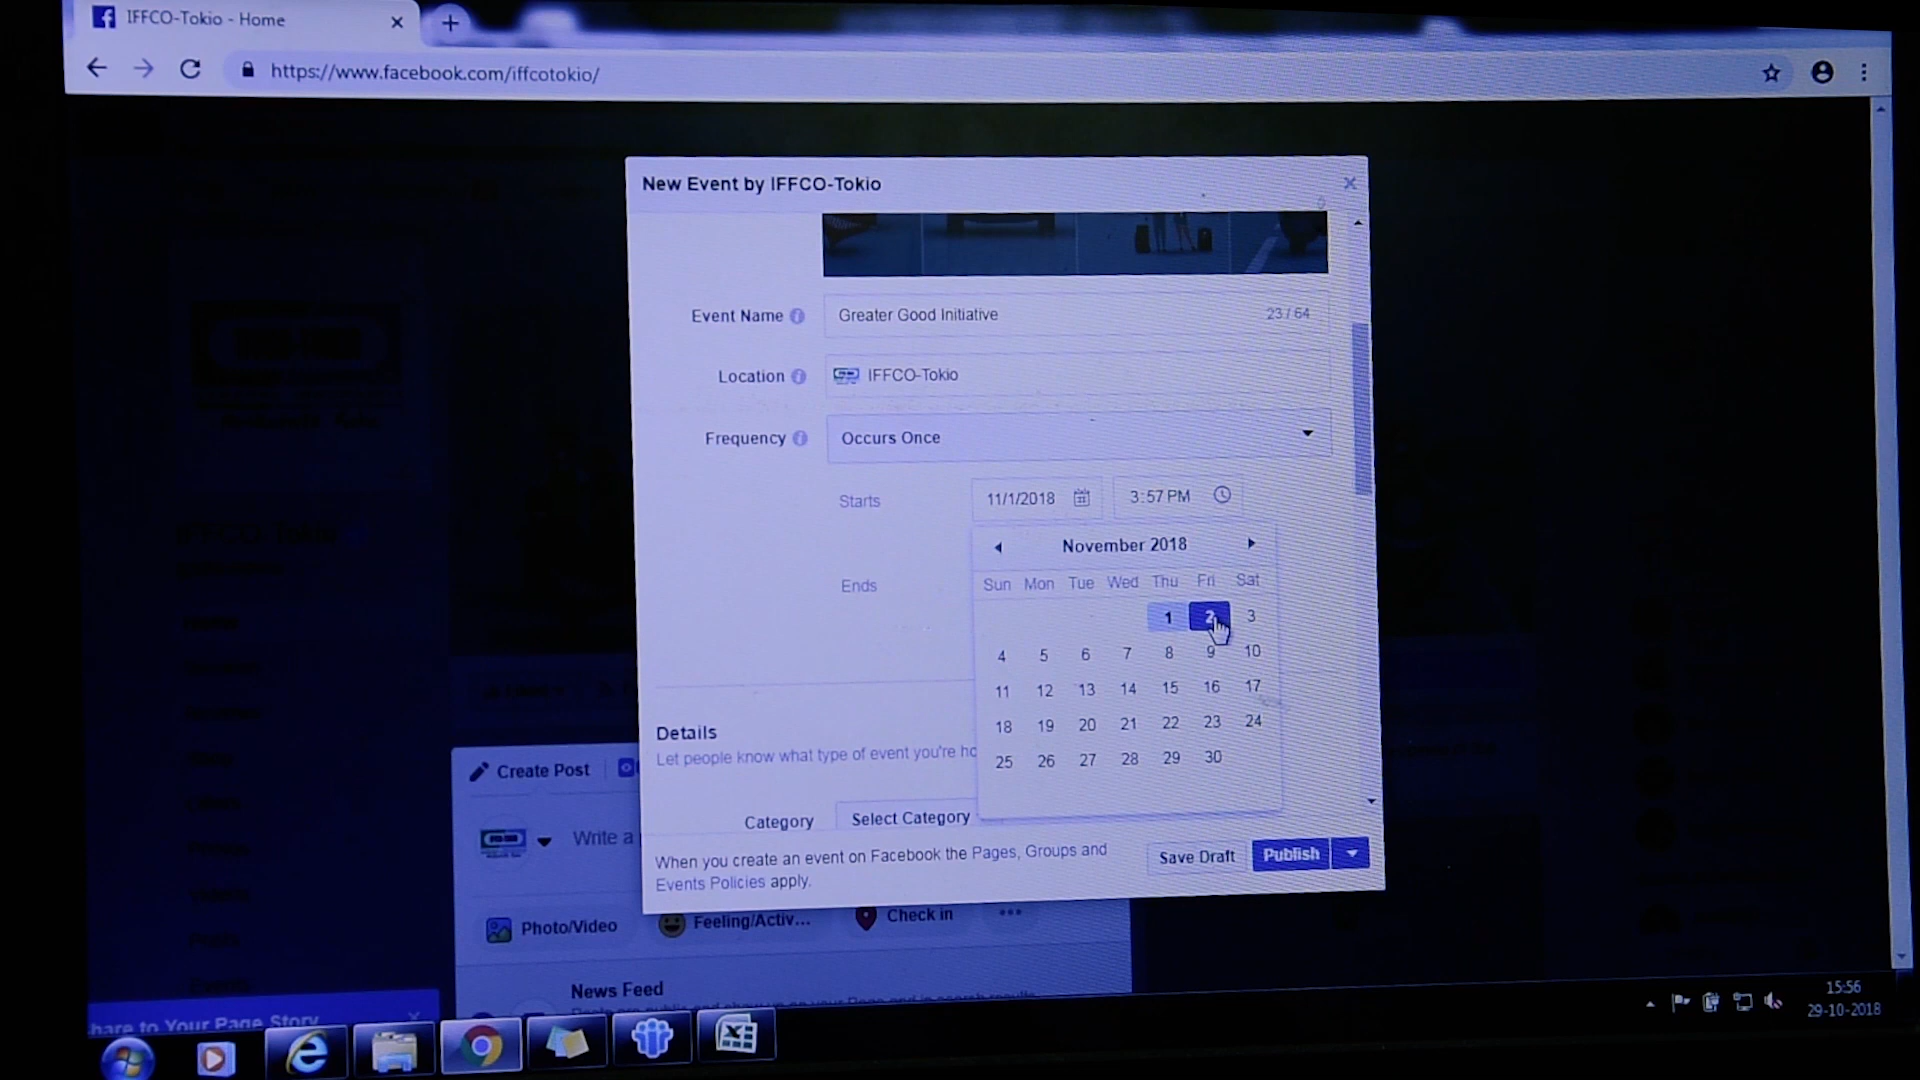 IFFCO-Tokio - Home
https://www.facebook.com/iffcotokio/
New Event by IFFCO-Tokio
Event Name
Greater Good Initiative
23 / 64
Location
IFFCO-Tokio
Frequency
Occurs Once
Starts
11/1/2018
3:57 PM
November 2018
Sun Mon Tue Wed Thu Fri Sat
1 2 3
4 5 6 7 8 9 10
11 12 13 14 15 16 17
18 19 20 21 22 23 24
25 26 27 28 29 30
Ends
Details
Let people know what type of event you're ho
Category
Select Category
When you create an event on Facebook the Pages, Groups and
Events Policies apply.
Save Draft
Publish
IFFCO-Tokio
Create Post
Write a
Photo/Video
Feeling/Activ...
Check in
News Feed
hare to Your Page Story
15:56
29-10-2018